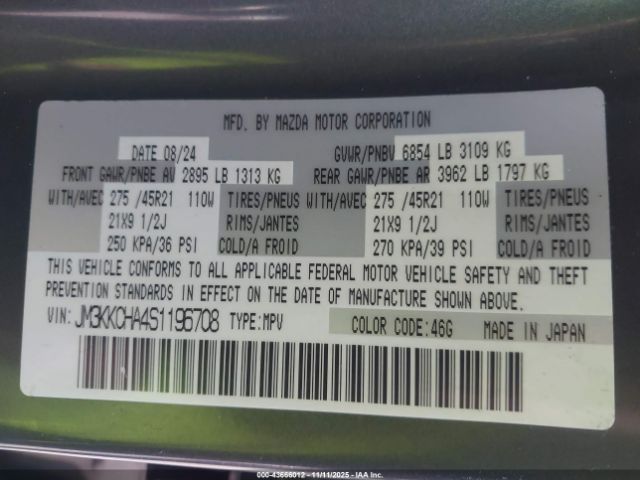 MFD. BY MAZDA MOTOR CORPORATION
DATE 08/24 GVWR/PNBV 6854 LB 3109 KG
FRONT GAWR/PNBE AV 2895 LB 1313 KG REAR GAWR/PNBE AR 3962 LB 1797 KG
WITH/AVEC 275 /45R21 110W TIRES/PNEUS WITH/AVEC 275 /45R21 110W TIRES/PNEUS
21X9 1/2J RIMS/JANTES 21X9 1/2J RIMS/JANTES
250 KPA/36 PSI COLD/A FROID 270 KPA/39 PSI COLD/A FROID
THIS VEHICLE CONFORMS TO ALL APPLICABLE FEDERAL MOTOR VEHICLE SAFETY AND THEFT
PREVENTION STANDARDS IN EFFECT ON THE DATE OF MANUFACTURE SHOWN ABOVE.
VIN: JM3KKCHA4S1196708 TYPE:MPV COLOR CODE:46G MADE IN JAPAN
000-43666012 - 11/11/2025 - IAAI Inc.